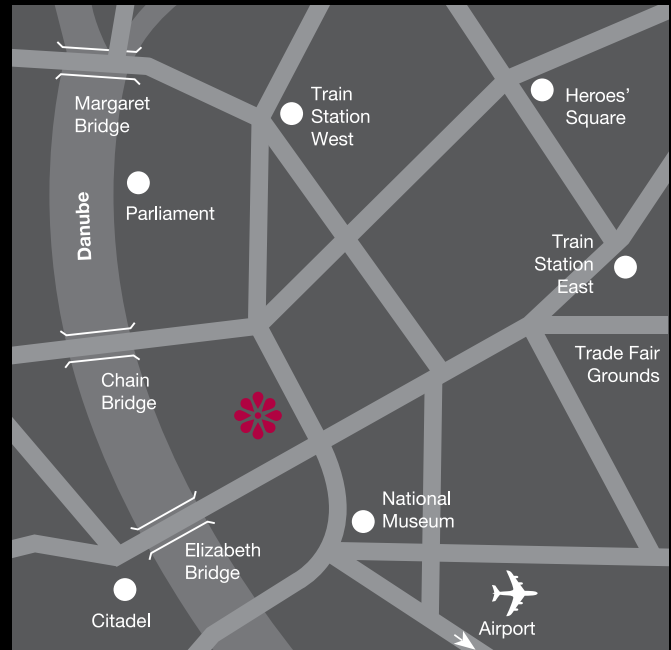 Margaret
Bridge
Train
Station
West
Heroes’
Square
Parliament
Danube
Train
Station
East
Trade Fair
Grounds
Chain
Bridge
National
Museum
Elizabeth
Bridge
Citadel
Airport